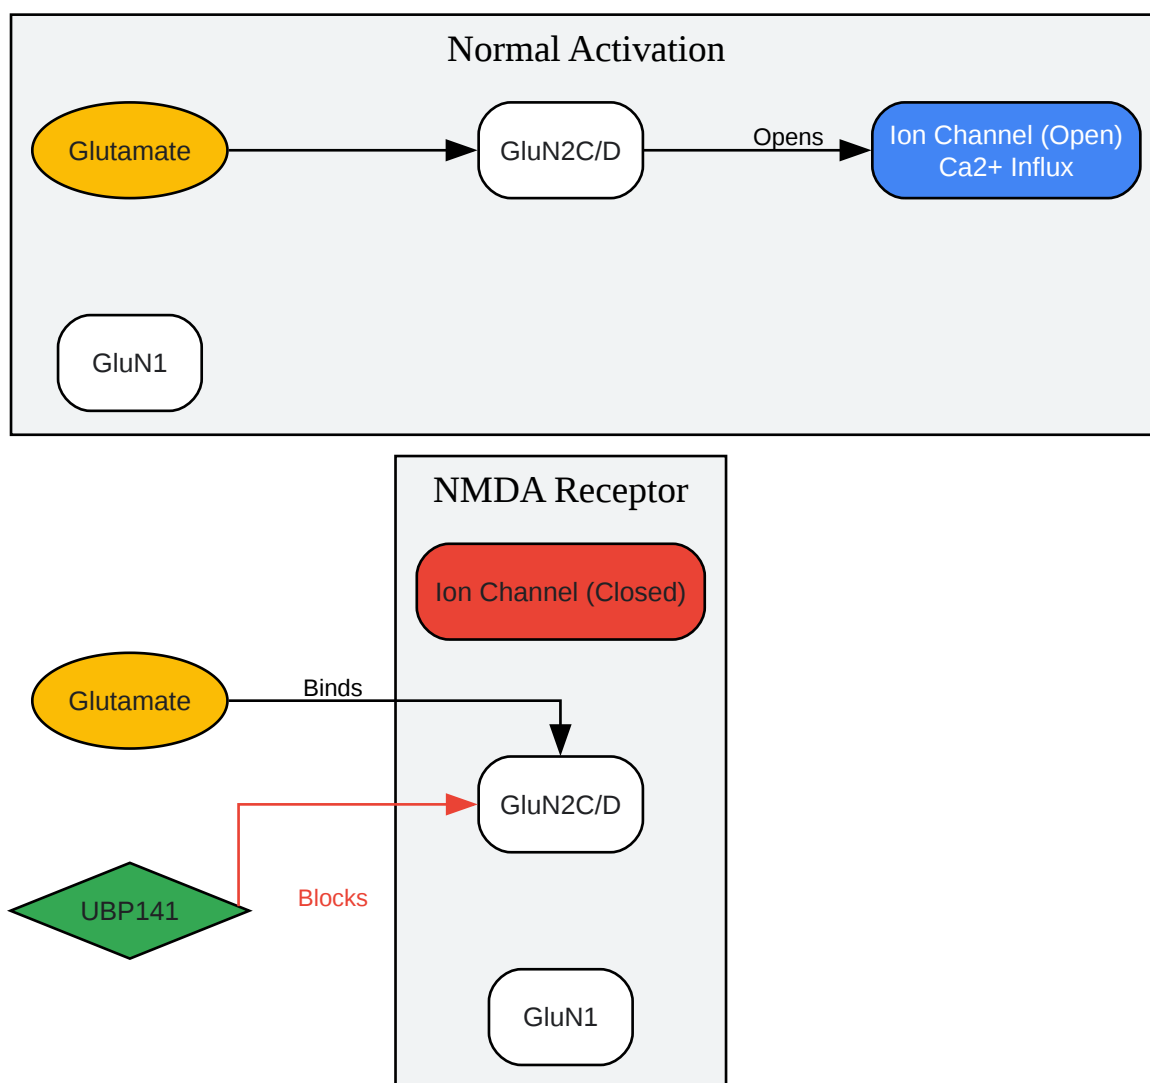 Normal Activation
Glutamate
GluN2C/D
Opens
Ion Channel (Open)
Ca2+ Influx
GluN1
NMDA Receptor
Ion Channel (Closed)
Glutamate
Binds
GluN2C/D
UBP141
Blocks
GluN1